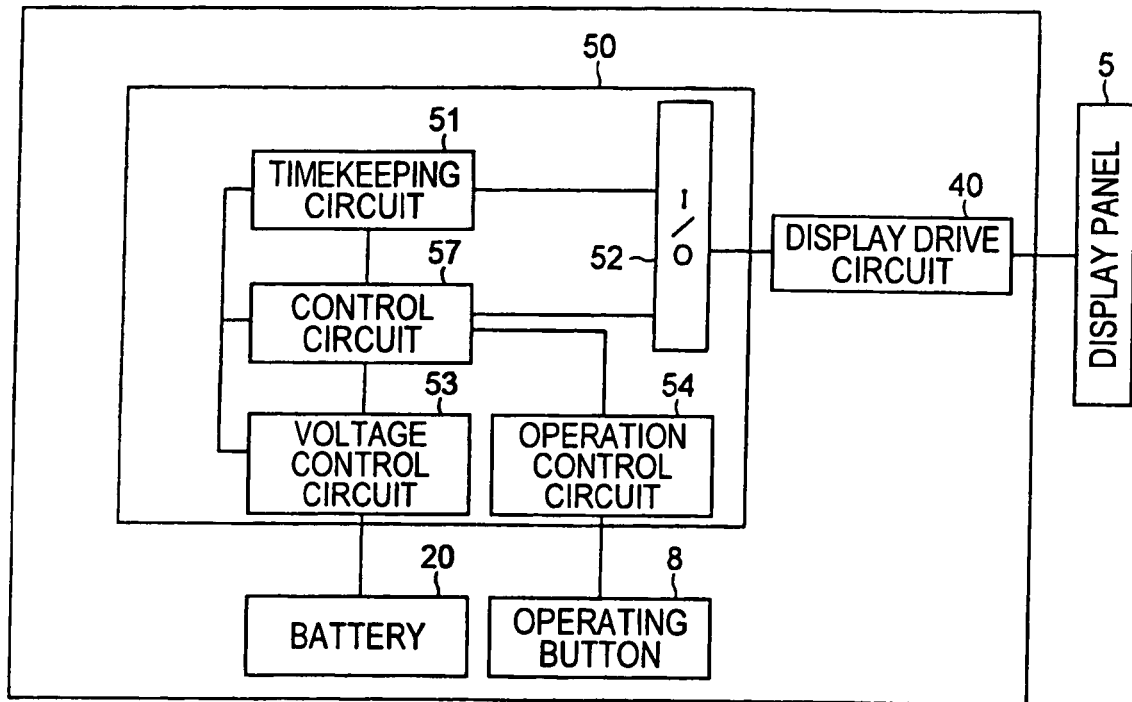 50
5
51
TIMEKEEPING
CIRCUIT
I
/
O
52
40
DISPLAY DRIVE
CIRCUIT
DISPLAY PANEL
57
CONTROL
CIRCUIT
53
VOLTAGE
CONTROL
CIRCUIT
54
OPERATION
CONTROL
CIRCUIT
20
BATTERY
8
OPERATING
BUTTON